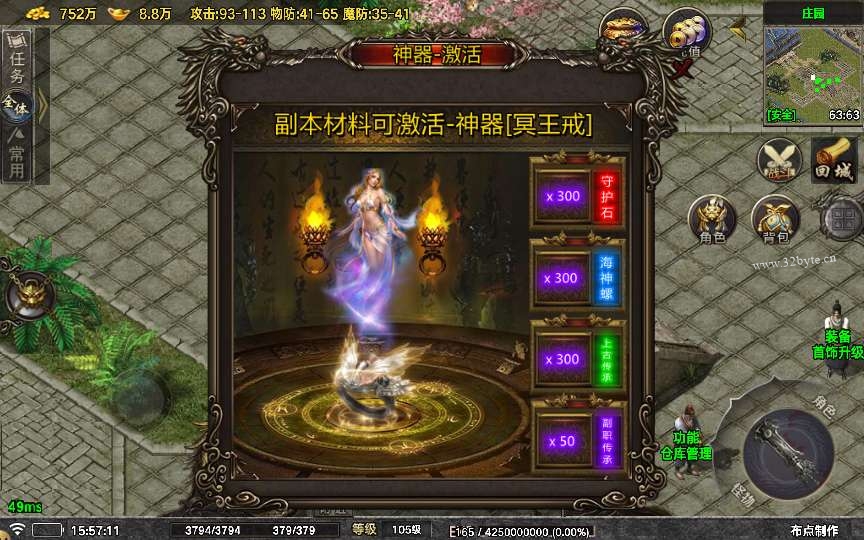 752万 8.8万 攻击:93-113 物防:41-65 魔防:35-41
庄园
神器-激活
值
任务
全体
常用
副本材料可激活-神器[冥王戒]
[安全] 63:63
x 300 守护石
战斗
回城
x 300 海神螺
角色
背包
www.32byte.cn
x 300 上古传承
装备
首饰升级
x 50 副职传承
角色
怪物
功能
仓库管理
49ms
15:57:11 3794/3794 379/379 等级 105级 E165 / 4250000000 (0.00%) 布点制作